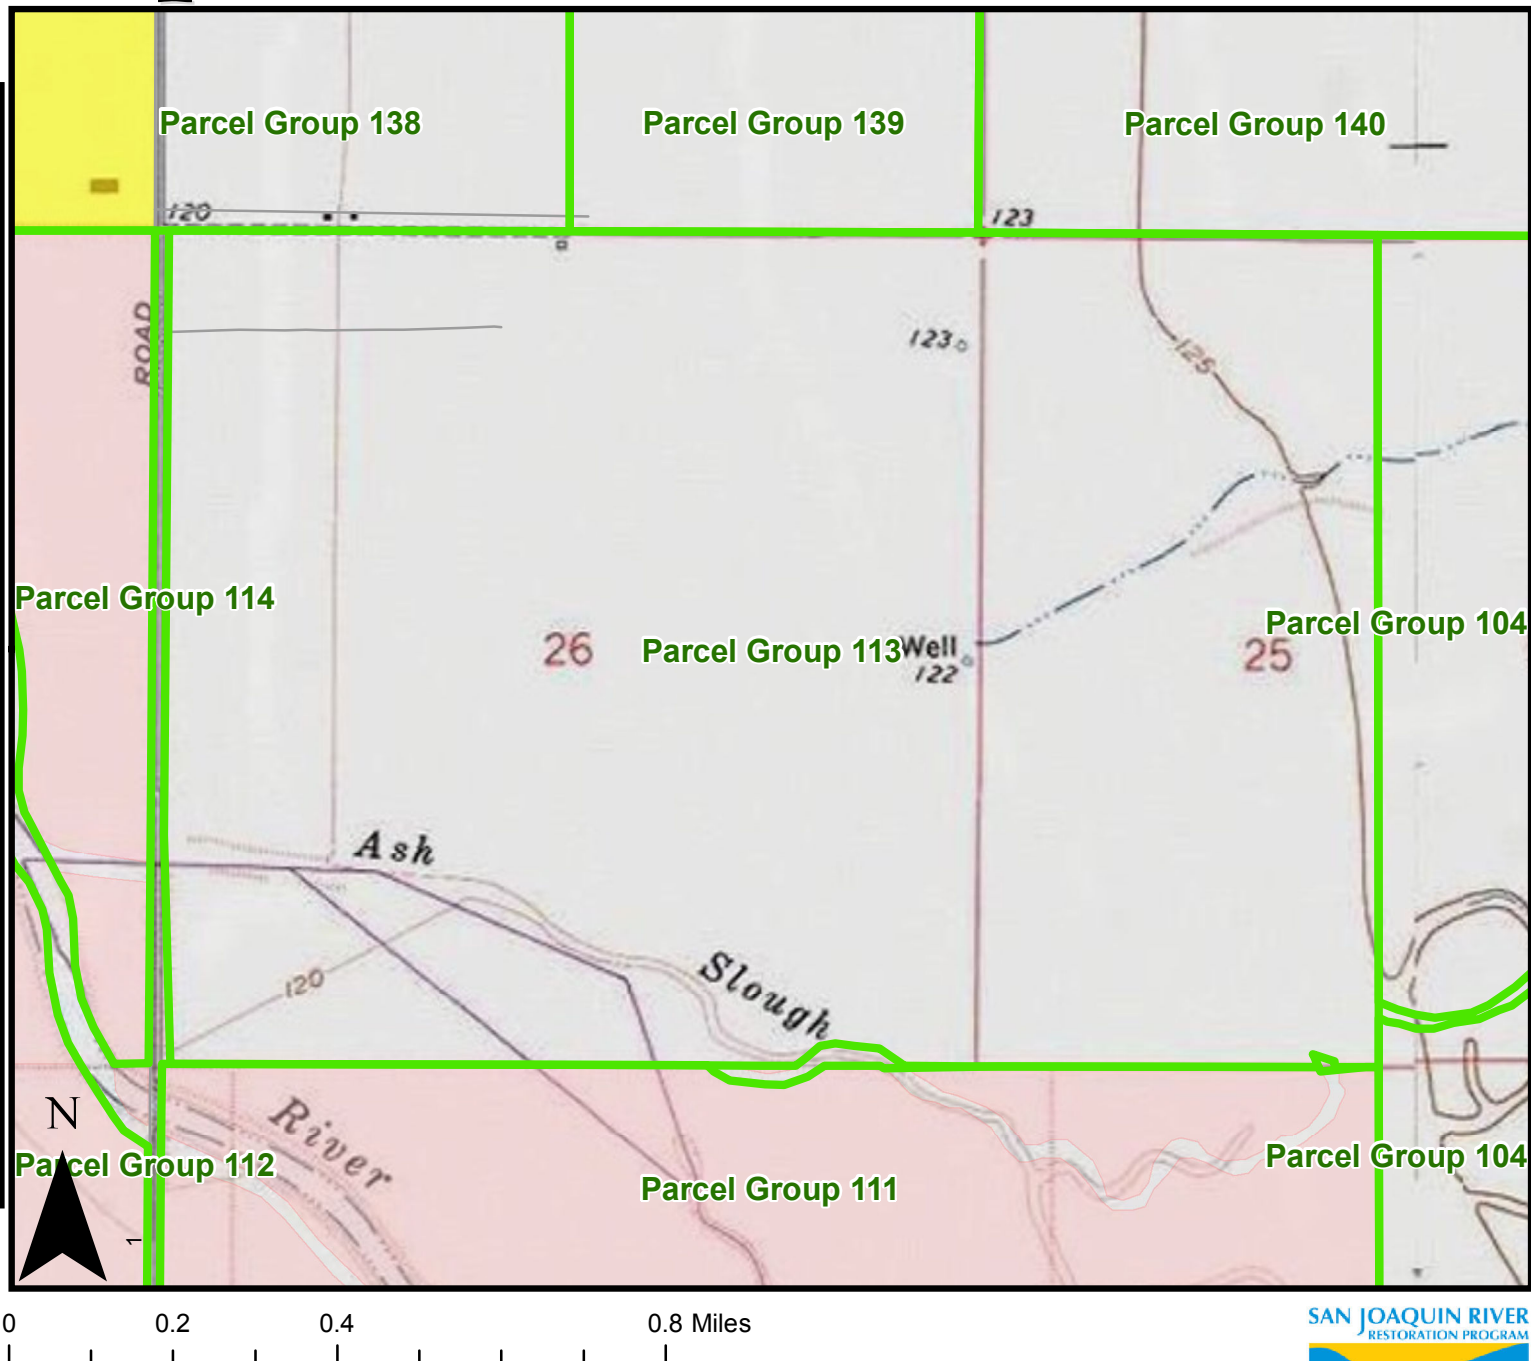 Parcel Group 138
Parcel Group 139
Parcel Group 140
120
123
ROAD
123
125
Parcel Group 114
26
Parcel Group 113
Well
122
25
Parcel Group 104
Ash
Slough
120
N
River
Parcel Group 112
Parcel Group 111
Parcel Group 104
1
0 0.2 0.4 0.8 Miles
SAN JOAQUIN RIVER
RESTORATION PROGRAM